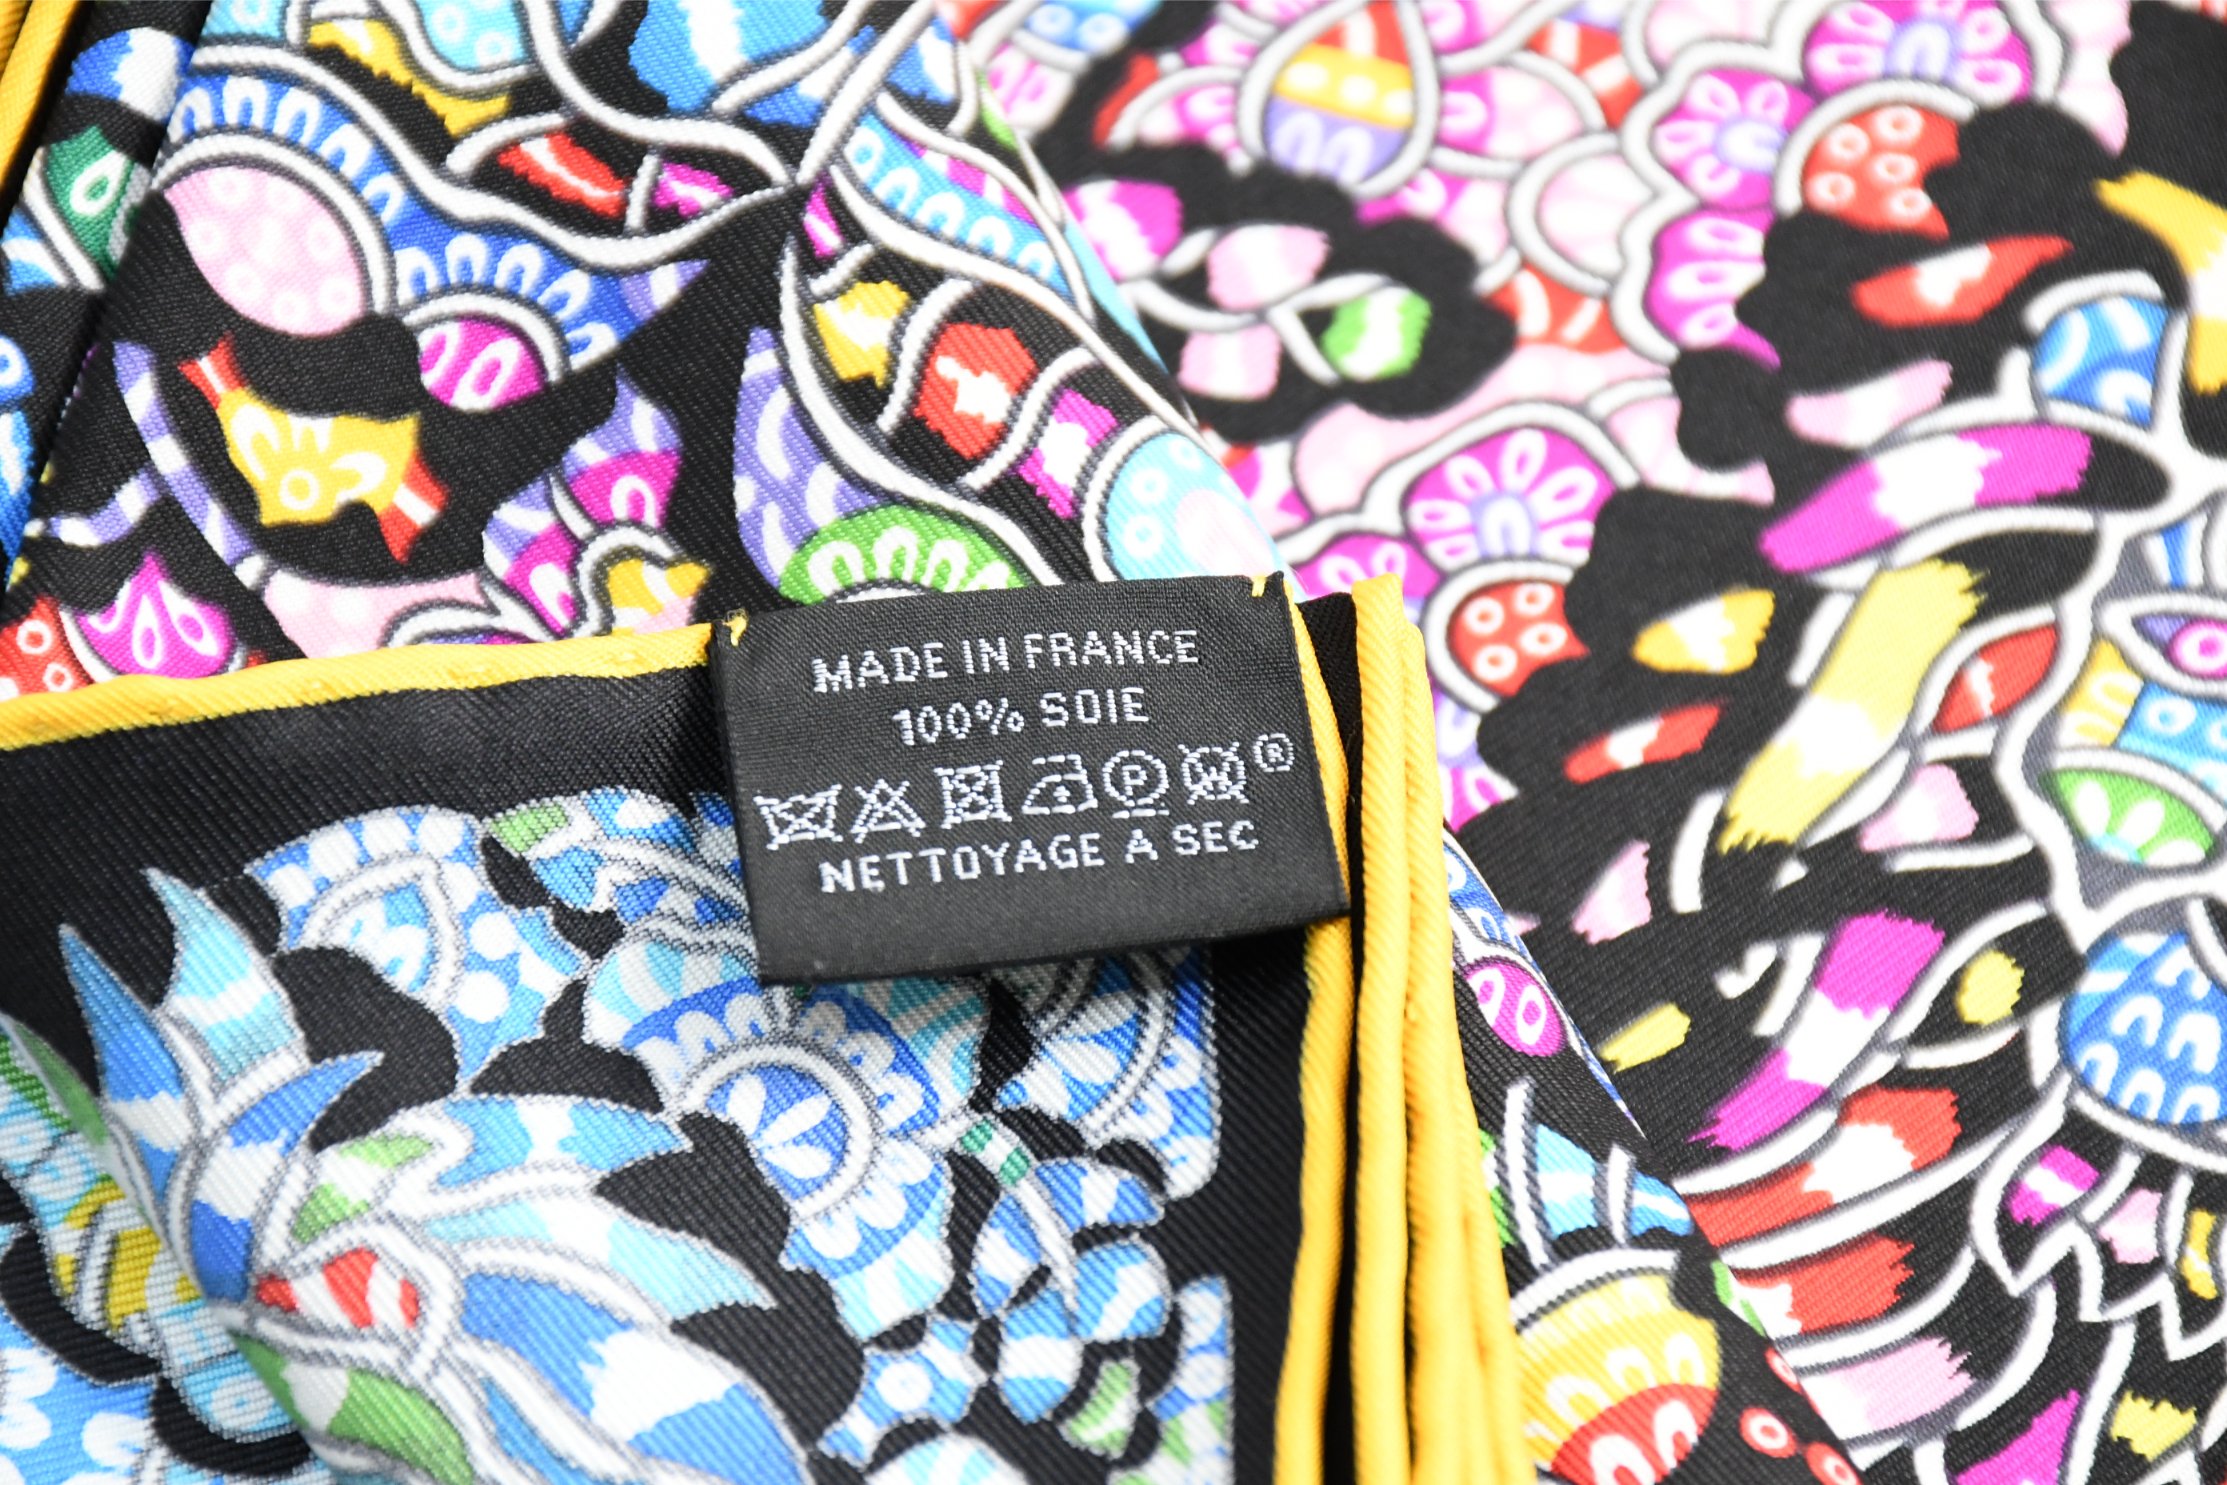 MADE IN FRANCE
100% SOIE
P W ®
NETTOYAGE A SEC